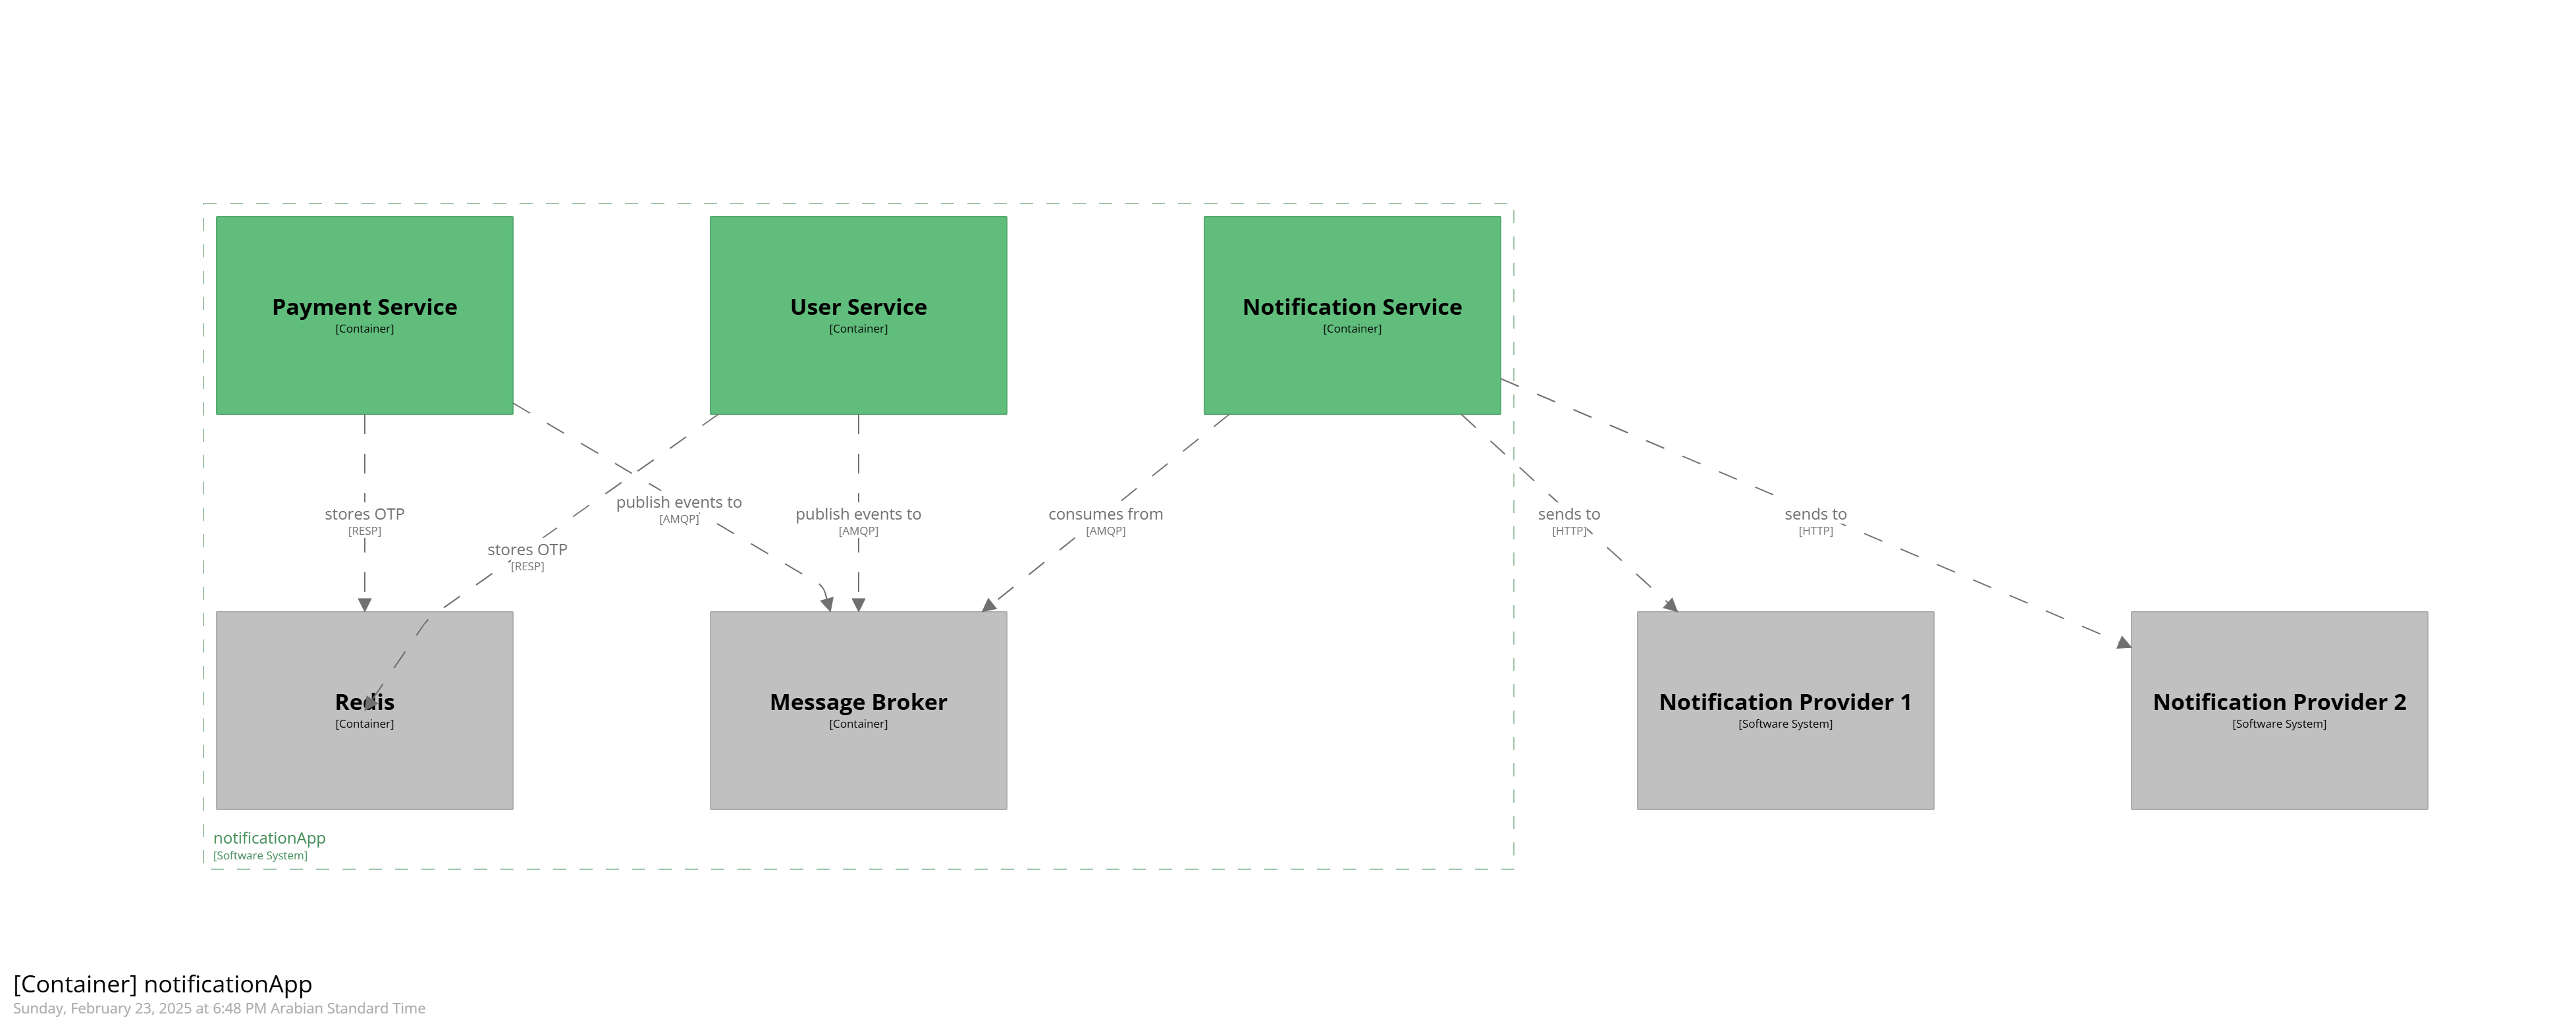 Payment Service
[Container]
User Service
[Container]
Notification Service
[Container]
stores OTP
[RESP]
publish events to
[AMQP]
stores OTP
[RESP]
publish events to
[AMQP]
consumes from
[AMQP]
sends to
[HTTP]
sends to
[HTTP]
Redis
[Container]
Message Broker
[Container]
Notification Provider 1
[Software System]
Notification Provider 2
[Software System]
notificationApp
[Software System]
[Container] notificationApp
Sunday, February 23, 2025 at 6:48 PM Arabian Standard Time